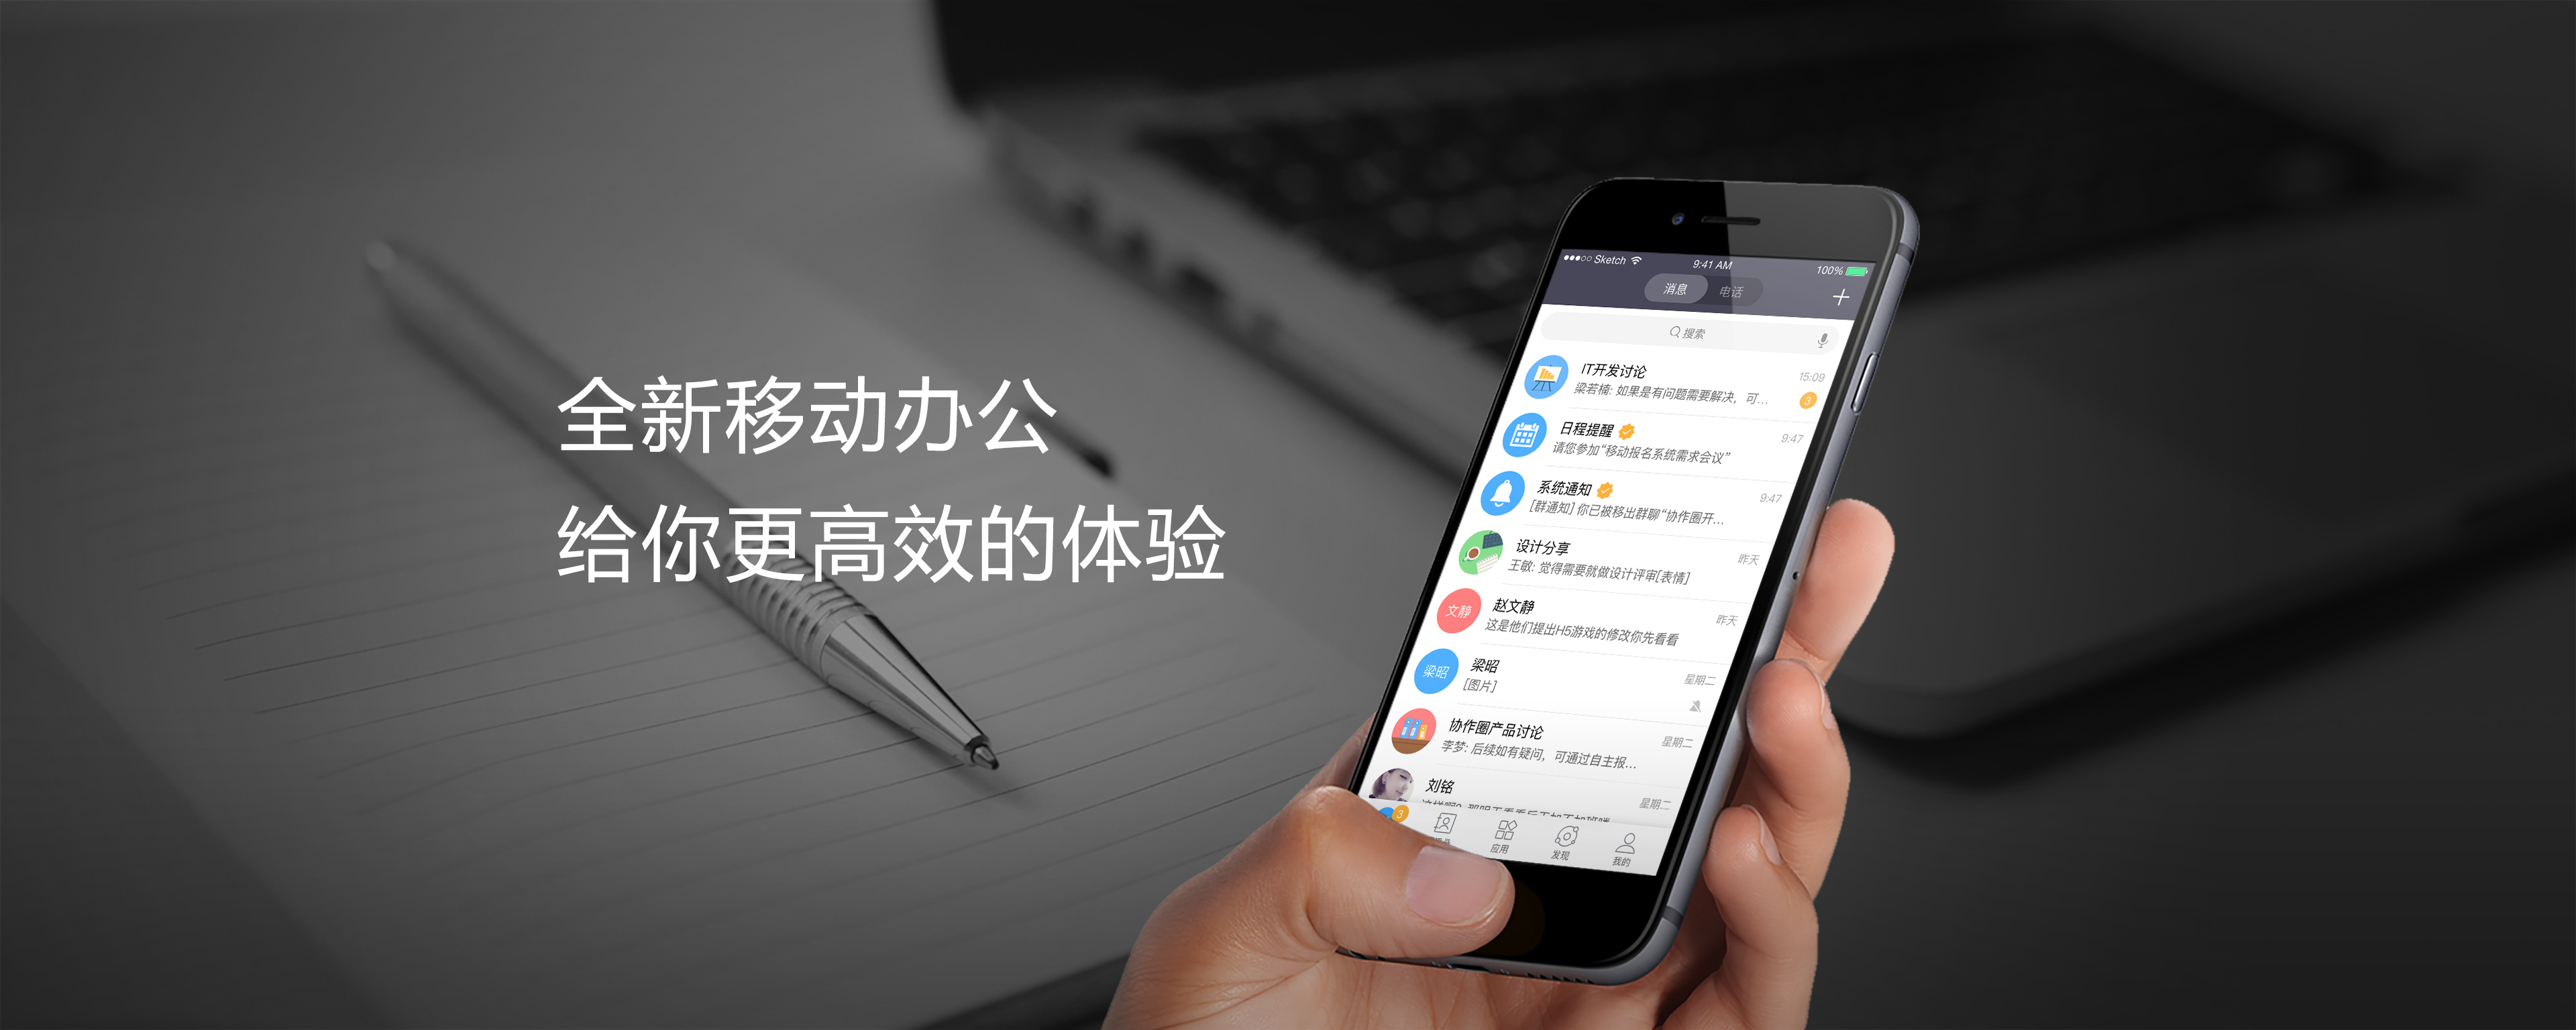 全新移动办公
给你更高效的体验
Sketch 9:41 AM 100%
消息 电话
搜索
IT开发讨论 15:09
梁若楠: 如果是有问题需要解决，可... 3
日程提醒 9:47
请您参加“移动报名系统需求会议”
系统通知 9:47
[群通知] 你已被移出群聊“协作圈开...
设计分享 昨天
王敏: 觉得需要就做设计评审[表情]
文静 赵文静 昨天
这是他们提出H5游戏的修改你先看看
梁昭 梁昭 星期二
[图片]
协作圈产品讨论 星期二
李梦: 后续如有疑问，可通过自主报...
刘铭 星期二
3
应用 发现 我的